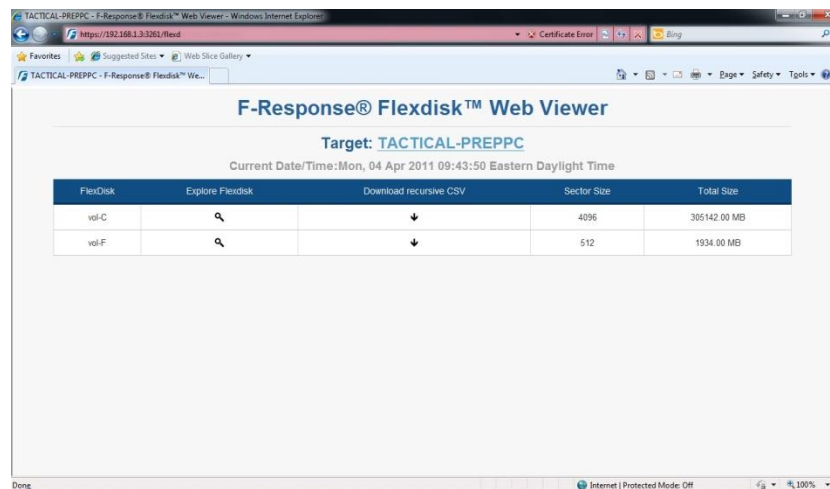 TACTICAL-PREPPC - F-Response® Flexdisk™ Web Viewer - Windows Internet Explorer
https://192.168.1.3:3261/flexd
Certificate Error
Bing
Favorites Suggested Sites Web Slice Gallery
TACTICAL-PREPPC - F-Response® Flexdisk™ We...
Page Safety Tools
F-Response® Flexdisk™ Web Viewer
Target: TACTICAL-PREPPC
Current Date/Time:Mon, 04 Apr 2011 09:43:50 Eastern Daylight Time
FlexDisk Explore Flexdisk Download recursive CSV Sector Size Total Size
vol-C 4096 305142.00 MB
vol-F 512 1934.00 MB
Done Internet | Protected Mode: Off 100%